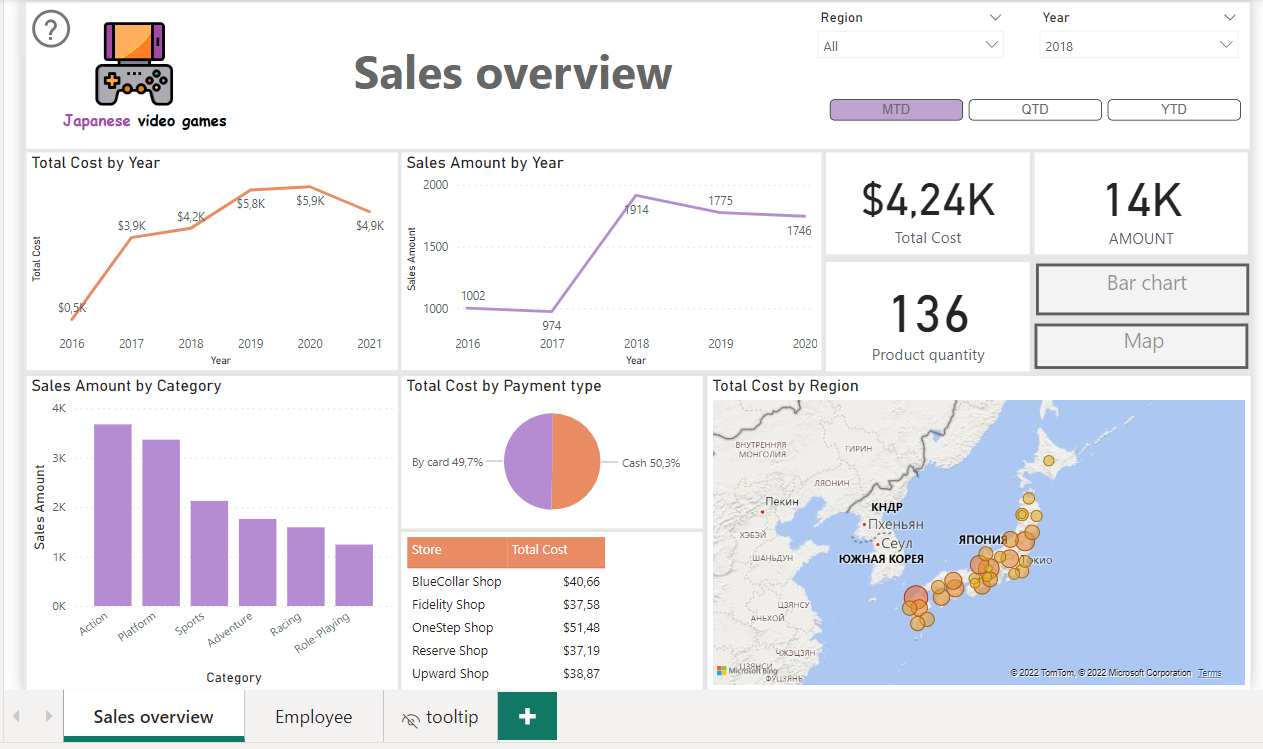 ?
Japanese video games
Sales overview
Region
All
Year
2018
MTD
QTD
YTD
Total Cost by Year
Total Cost
$0,5K
$3,9K
$4,2K
$5,8K
$5,9K
$4,9K
2016 2017 2018 2019 2020 2021
Year
Sales Amount by Year
Sales Amount
2000
1500
1000
1002
974
1914
1775
1746
2016 2017 2018 2019 2020
Year
$4,24K
Total Cost
14K
AMOUNT
136
Product quantity
Bar chart
Map
Sales Amount by Category
Sales Amount
4K
3K
2K
1K
0K
Action Platform Sports Adventure Racing Role-Playing
Category
Total Cost by Payment type
By card 49,7%
Cash 50,3%
Store Total Cost
BlueCollar Shop $40,66
Fidelity Shop $37,58
OneStep Shop $51,48
Reserve Shop $37,19
Upward Shop $38,87
Total Cost by Region
ВНУТРЕННЯЯ
МОНГОЛИЯ
ГИРИН
ЛЯОНИН
Пекин
КНДР
Пхеньян
ХЭБЭЙ
Сеул
ЯПОНИЯ
ШАНЬДУН
ЮЖНАЯ КОРЕЯ
ЦЗЯНСУ
АНЬХОЙ
ЧЖЭЦЗЯН
ЦЗЯНСИ
Microsoft Bing
ФУЦЗЯНЬ
© 2022 TomTom, © 2022 Microsoft Corporation Terms
Sales overview
Employee
tooltip
+